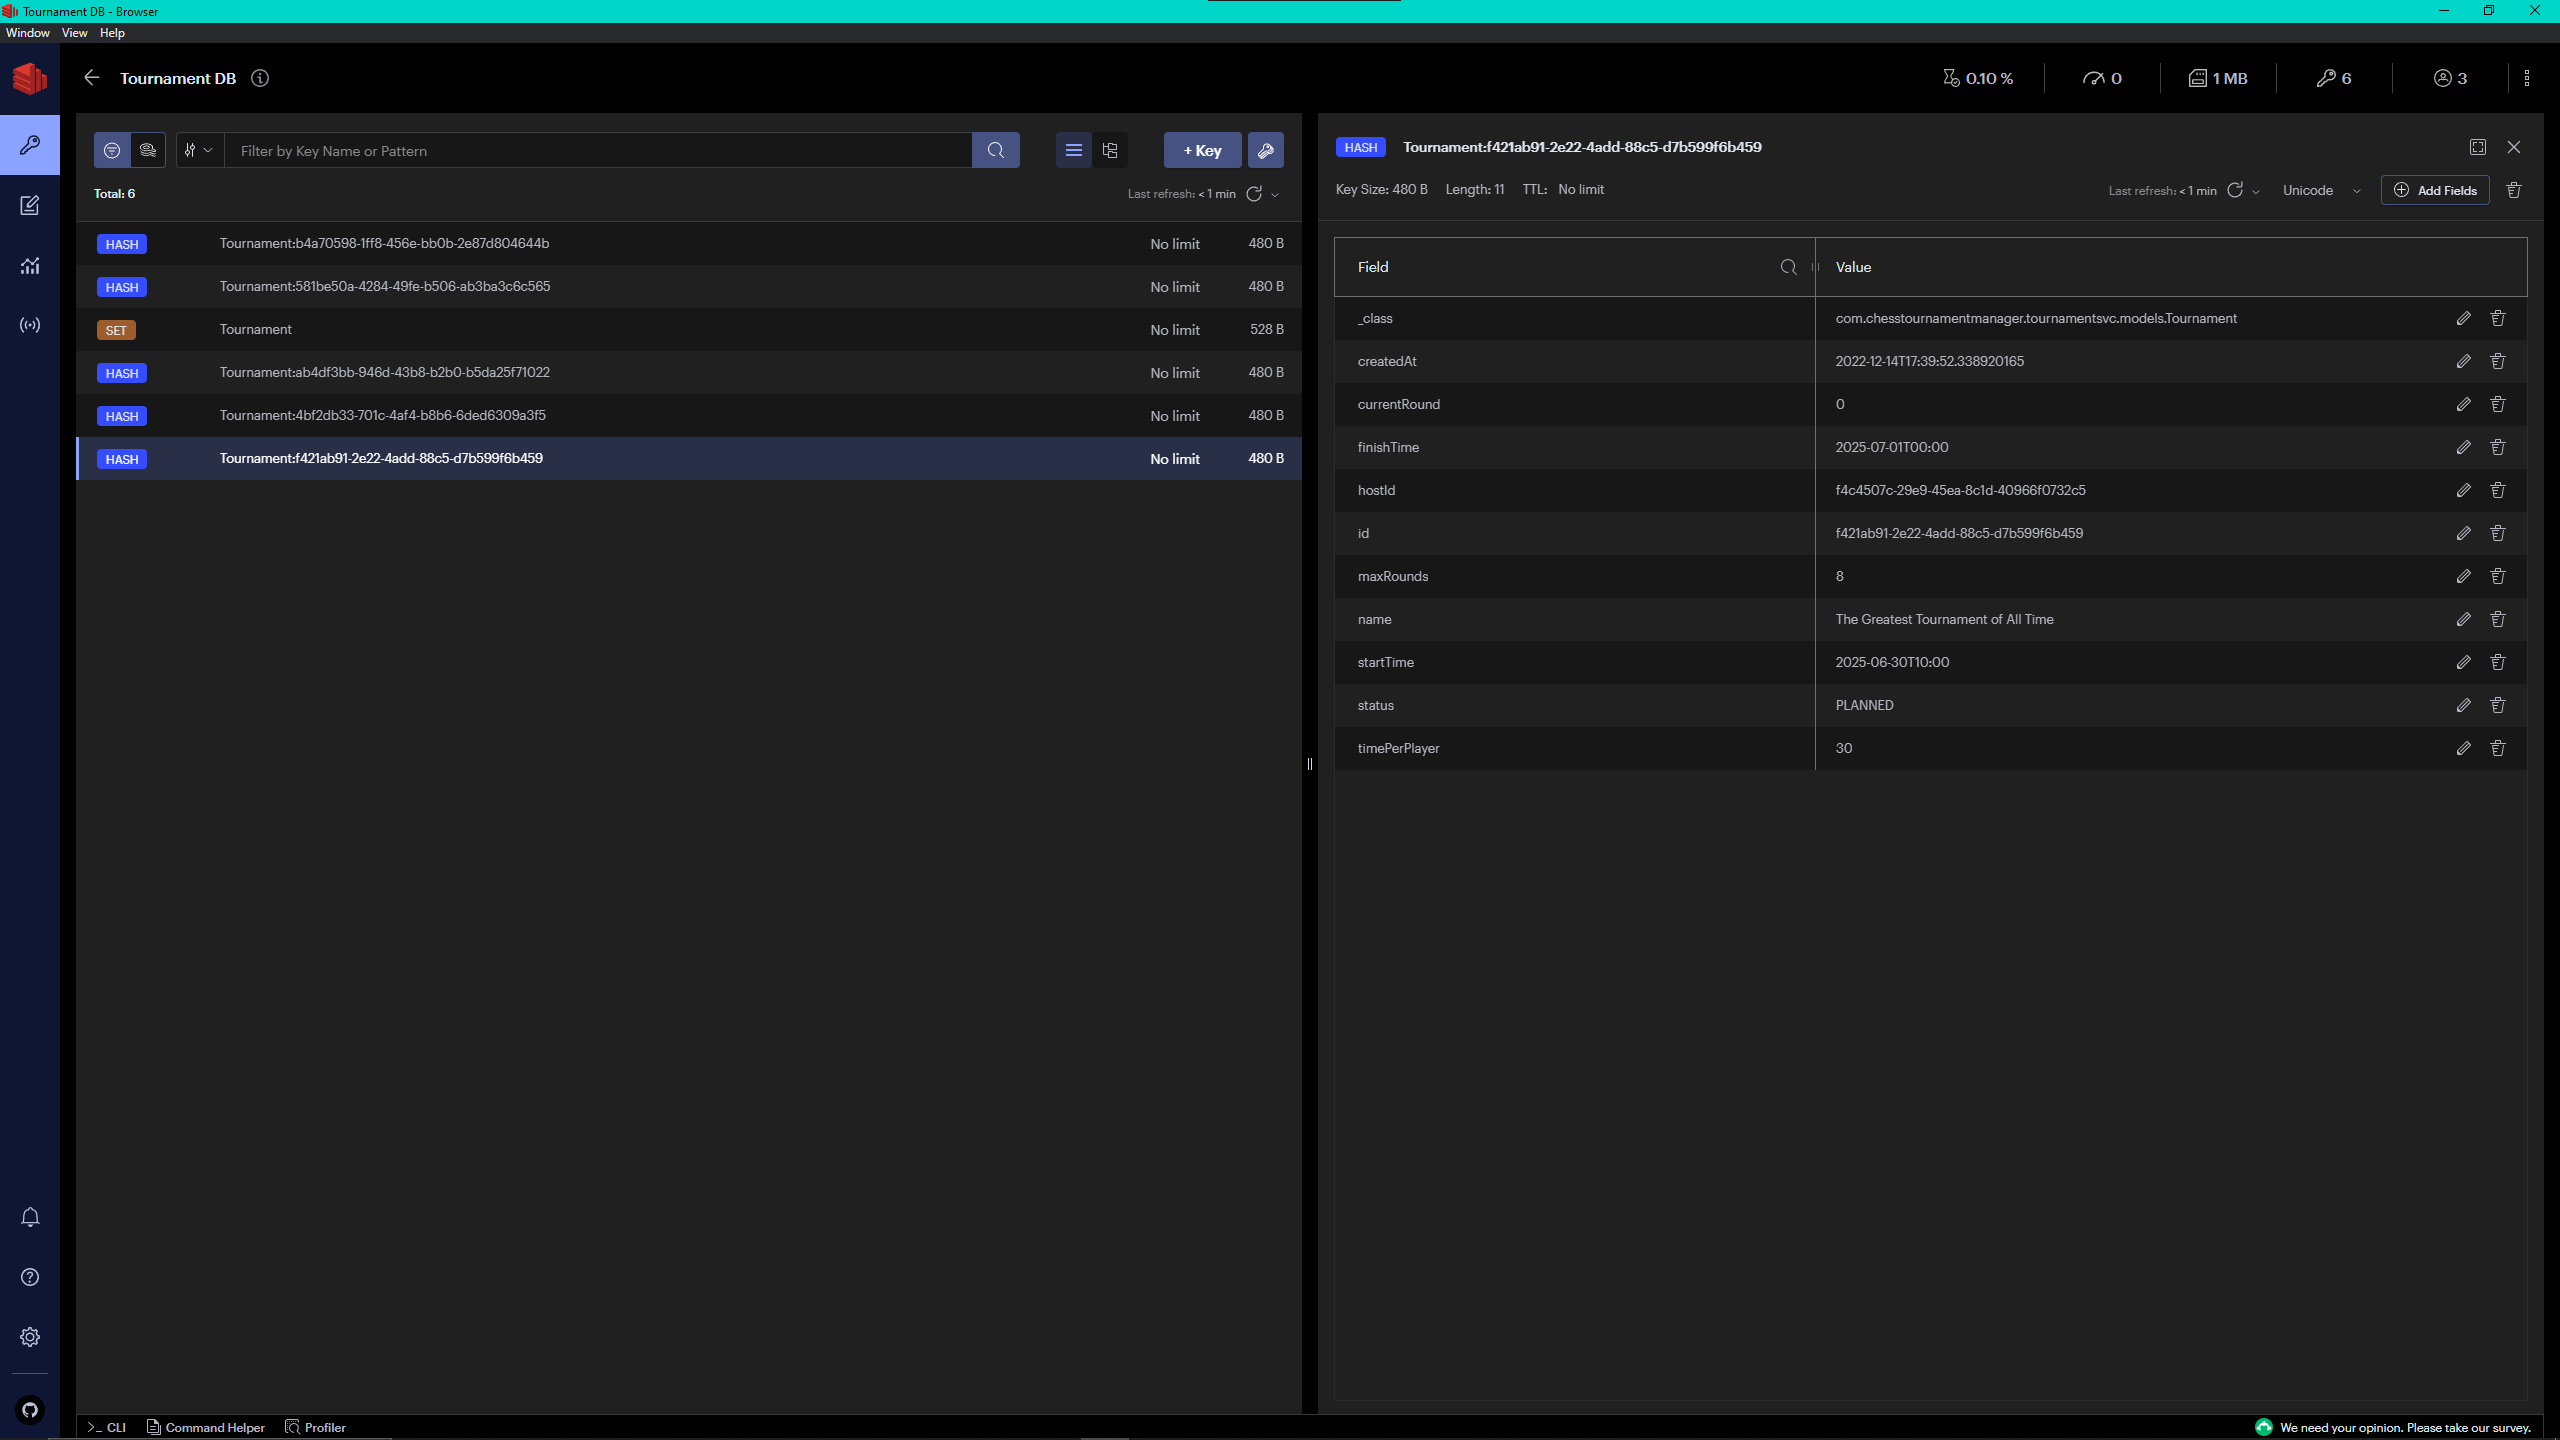 Tournament DB - Browser
Window View Help
Tournament DB
0.10 % 0 1 MB 6 3
Filter by Key Name or Pattern
+ Key
Total: 6
Last refresh: < 1 min
HASH Tournament:b4a70598-1ff8-456e-bb0b-2e87d804644b No limit 480 B
HASH Tournament:581be50a-4284-49fe-b506-ab3ba3c6c565 No limit 480 B
SET Tournament No limit 528 B
HASH Tournament:ab4df3bb-946d-43b8-b2b0-b5da25f71022 No limit 480 B
HASH Tournament:4bf2db33-701c-4af4-b8b6-6ded6309a3f5 No limit 480 B
HASH Tournament:f421ab91-2e22-4add-88c5-d7b599f6b459 No limit 480 B
HASH Tournament:f421ab91-2e22-4add-88c5-d7b599f6b459
Key Size: 480 B Length: 11 TTL: No limit Last refresh: < 1 min Unicode Add Fields
Field Value
_class com.chesstournamentmanager.tournamentsvc.models.Tournament
createdAt 2022-12-14T17:39:52.338920165
currentRound 0
finishTime 2025-07-01T00:00
hostId f4c4507c-29e9-45ea-8c1d-40966f0732c5
id f421ab91-2e22-4add-88c5-d7b599f6b459
maxRounds 8
name The Greatest Tournament of All Time
startTime 2025-06-30T10:00
status PLANNED
timePerPlayer 30
>_ CLI Command Helper Profiler
We need your opinion. Please take our survey.